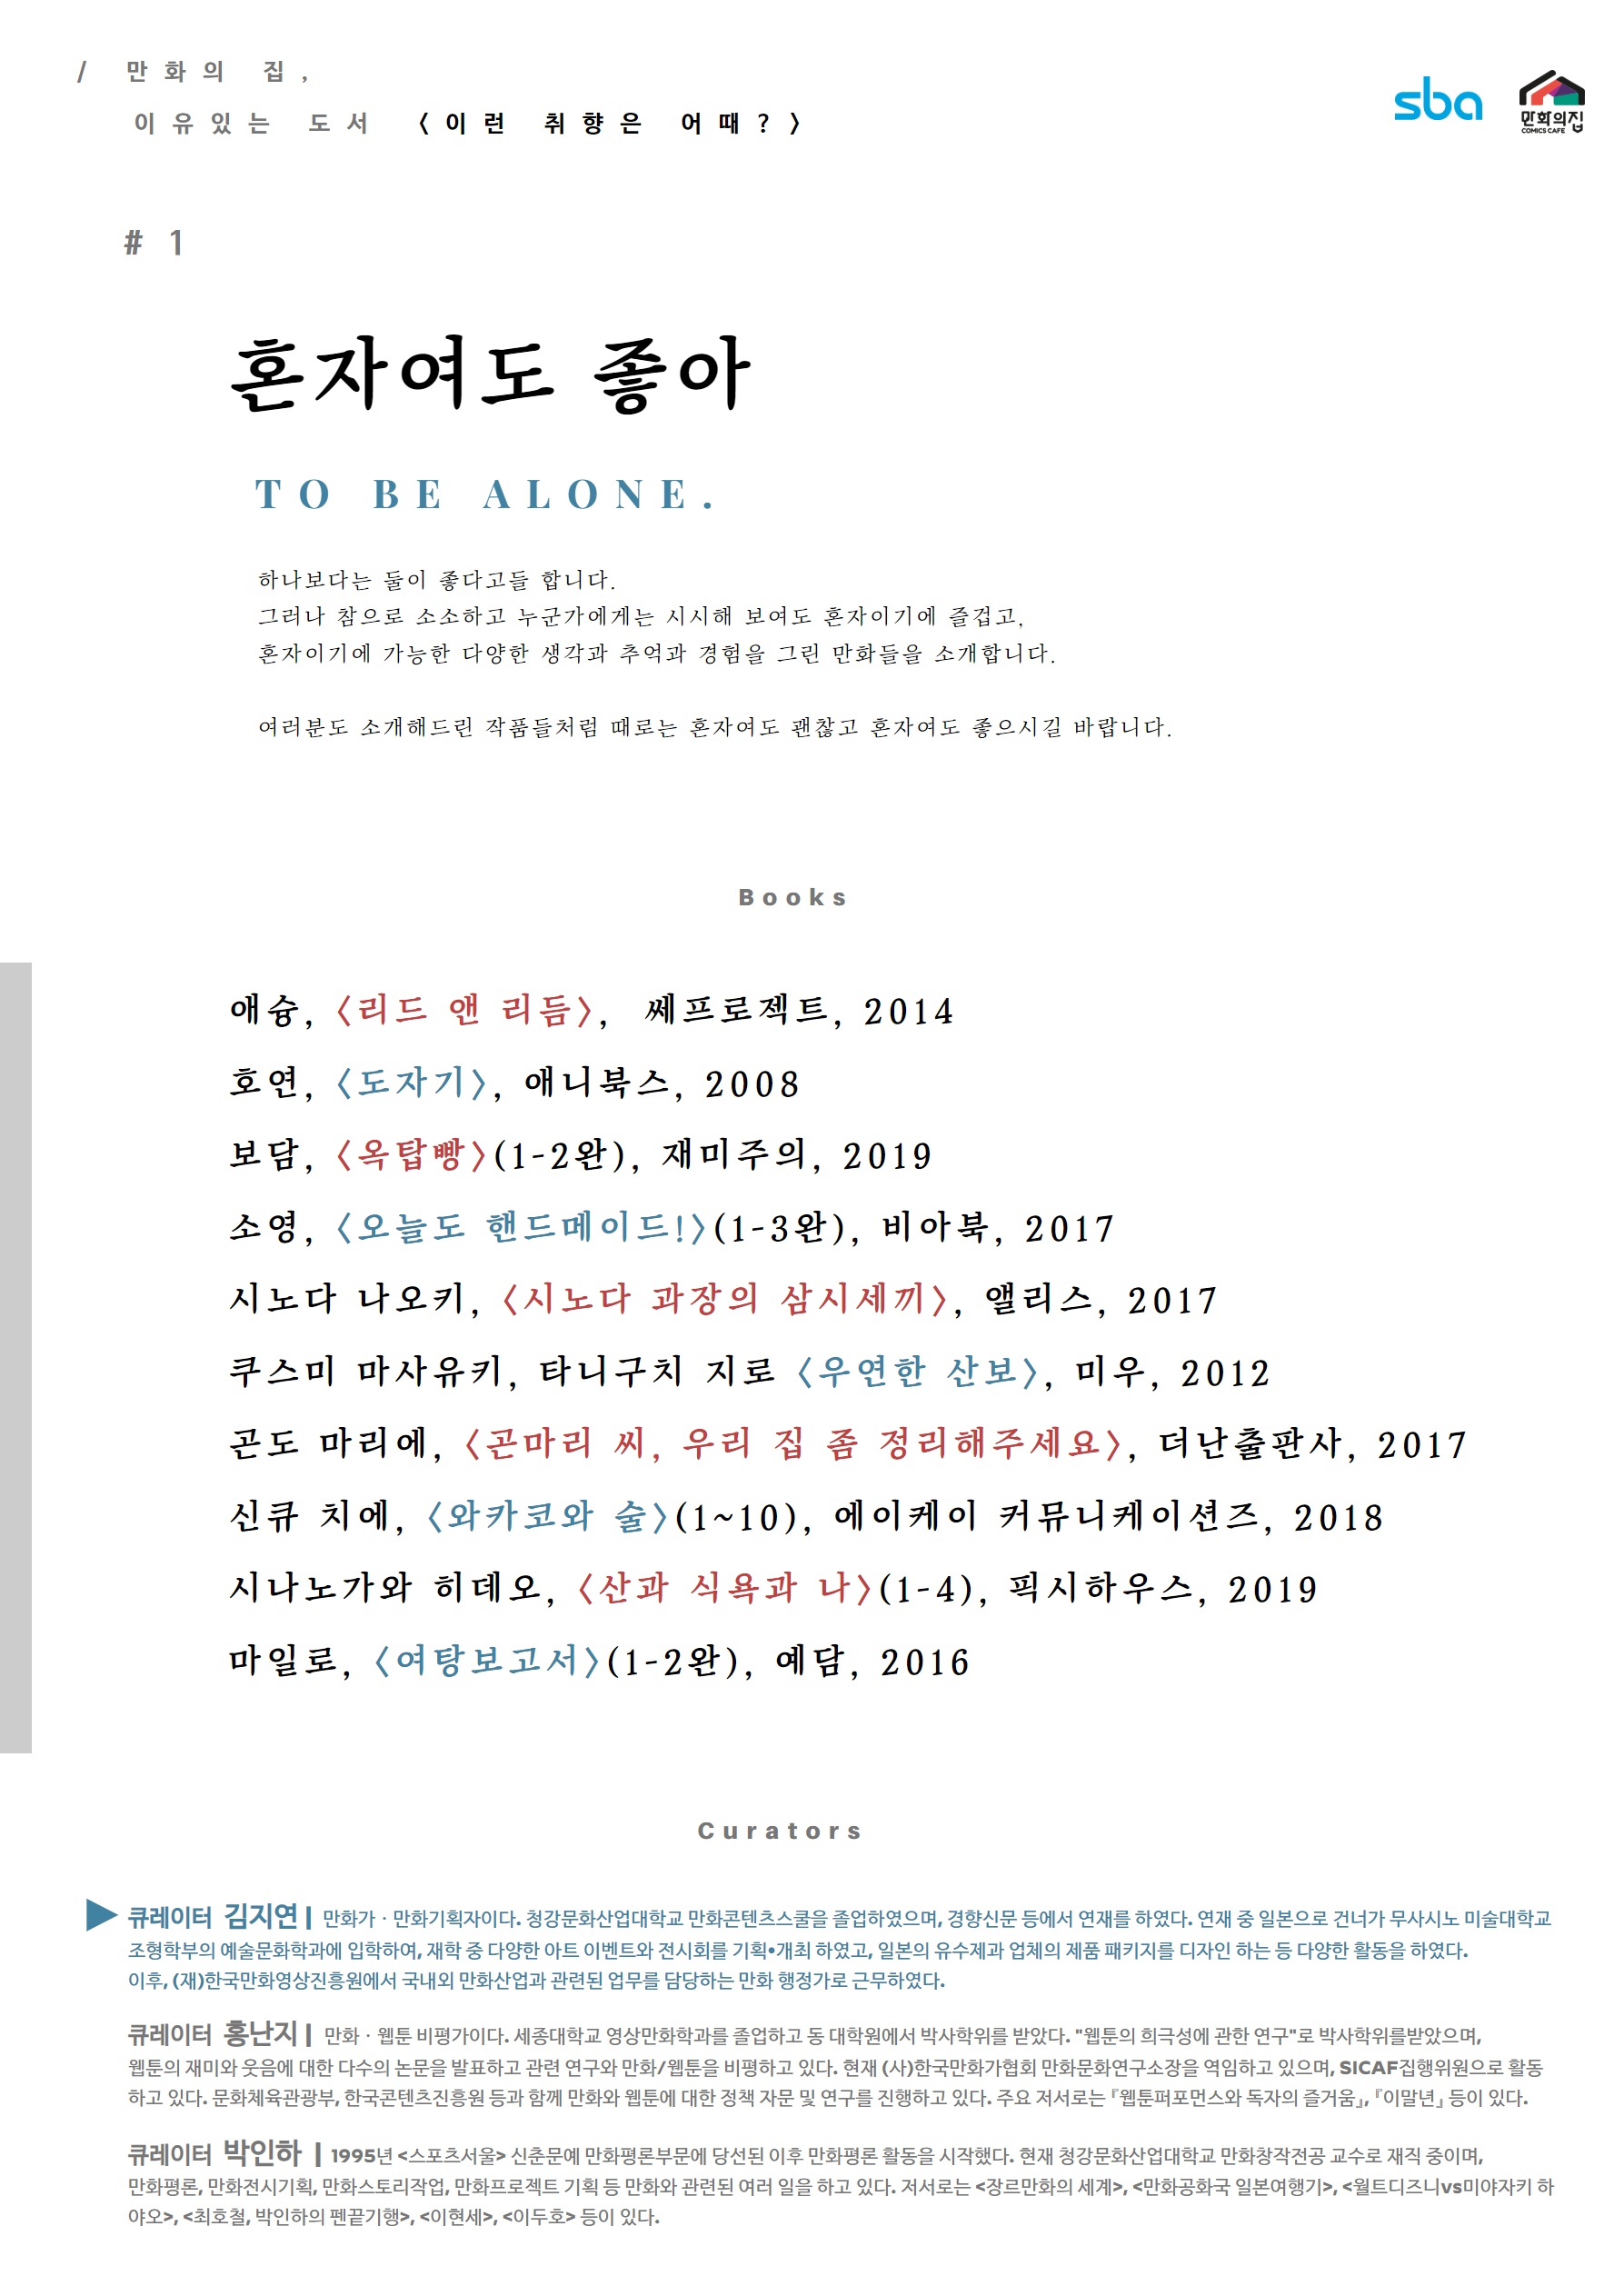 / 만화의 집,
이유있는 도서 〈이런 취향은 어때?〉
sba
만화의집
COMICS CAFE
# 1
혼자여도 좋아
TO BE ALONE.
하나보다는 둘이 좋다고들 합니다.
그러나 참으로 소소하고 누군가에게는 시시해 보여도 혼자이기에 즐겁고,
혼자이기에 가능한 다양한 생각과 추억과 경험을 그린 만화들을 소개합니다.
여러분도 소개해드린 작품들처럼 때로는 혼자여도 괜찮고 혼자여도 좋으시길 바랍니다.
Books
애슝, 〈리드 앤 리듬〉, 쎄프로젝트, 2014
호연, 〈도자기〉, 애니북스, 2008
보담, 〈옥탑빵〉(1-2완), 재미주의, 2019
소영, 〈오늘도 핸드메이드!〉(1-3완), 비아북, 2017
시노다 나오키, 〈시노다 과장의 삼시세끼〉, 앨리스, 2017
쿠스미 마사유키, 타니구치 지로 〈우연한 산보〉, 미우, 2012
곤도 마리에, 〈곤마리 씨, 우리 집 좀 정리해주세요〉, 더난출판사, 2017
신큐 치에, 〈와카코와 술〉(1~10), 에이케이 커뮤니케이션즈, 2018
시나노가와 히데오, 〈산과 식욕과 나〉(1-4), 픽시하우스, 2019
마일로, 〈여탕보고서〉(1-2완), 예담, 2016
Curators
▶ 큐레이터 김지연 | 만화가 · 만화기획자이다. 청강문화산업대학교 만화콘텐츠스쿨을 졸업하였으며, 경향신문 등에서 연재를 하였다. 연재 중 일본으로 건너가 무사시노 미술대학교
조형학부의 예술문화학과에 입학하여, 재학 중 다양한 아트 이벤트와 전시회를 기획•개최 하였고, 일본의 유수제과 업체의 제품 패키지를 디자인 하는 등 다양한 활동을 하였다.
이후, (재)한국만화영상진흥원에서 국내외 만화산업과 관련된 업무를 담당하는 만화 행정가로 근무하였다.
큐레이터 홍난지 | 만화 · 웹툰 비평가이다. 세종대학교 영상만화학과를 졸업하고 동 대학원에서 박사학위를 받았다. "웹툰의 희극성에 관한 연구"로 박사학위를받았으며,
웹툰의 재미와 웃음에 대한 다수의 논문을 발표하고 관련 연구와 만화/웹툰을 비평하고 있다. 현재 (사)한국만화가협회 만화문화연구소장을 역임하고 있으며, SICAF집행위원으로 활동
하고 있다. 문화체육관광부, 한국콘텐츠진흥원 등과 함께 만화와 웹툰에 대한 정책 자문 및 연구를 진행하고 있다. 주요 저서로는 『웹툰퍼포먼스와 독자의 즐거움』, 『이말년』 등이 있다.
큐레이터 박인하 | 1995년 <스포츠서울> 신춘문예 만화평론부문에 당선된 이후 만화평론 활동을 시작했다. 현재 청강문화산업대학교 만화창작전공 교수로 재직 중이며,
만화평론, 만화전시기획, 만화스토리작업, 만화프로젝트 기획 등 만화와 관련된 여러 일을 하고 있다. 저서로는 <장르만화의 세계>, <만화공화국 일본여행기>, <월트디즈니vs미야자키 하
야오>, <최호철, 박인하의 펜끝기행>, <이현세>, <이두호> 등이 있다.